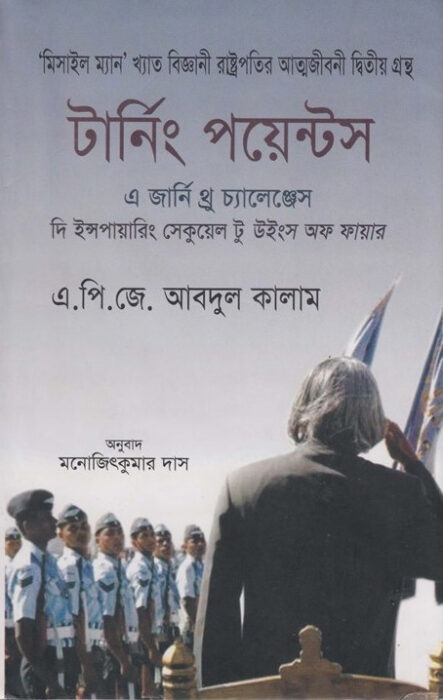 'মিসাইল ম্যান' খ্যাত বিজ্ঞানী রাষ্ট্রপতির আত্মজীবনী দ্বিতীয় গ্রন্থ
টার্নিং পয়েন্টস
এ জার্নি থ্রু চ্যালেঞ্জেস
দি ইন্সপায়ারিং সেকুয়েল টু উইংস অফ ফায়ার
এ.পি.জে. আবদুল কালাম
অনুবাদ
মনোজিৎকুমার দাস